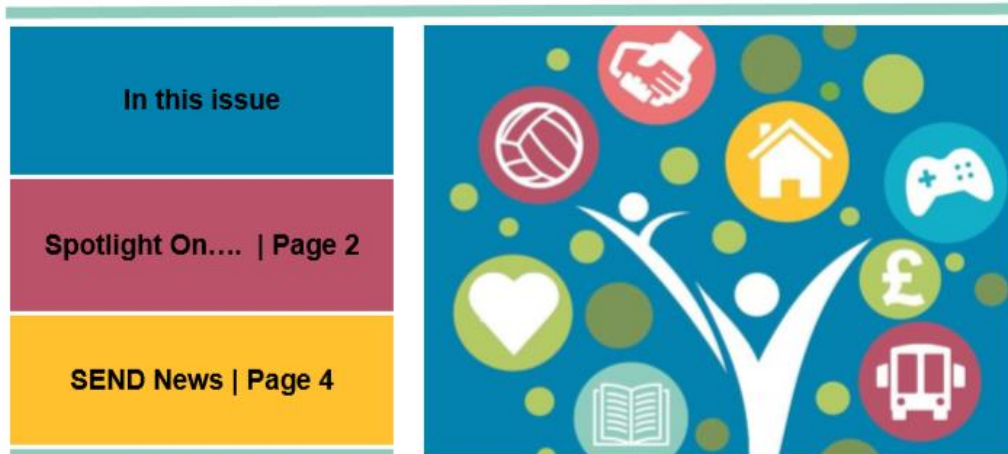 In this issue
Spotlight On.... | Page 2
SEND News | Page 4
£